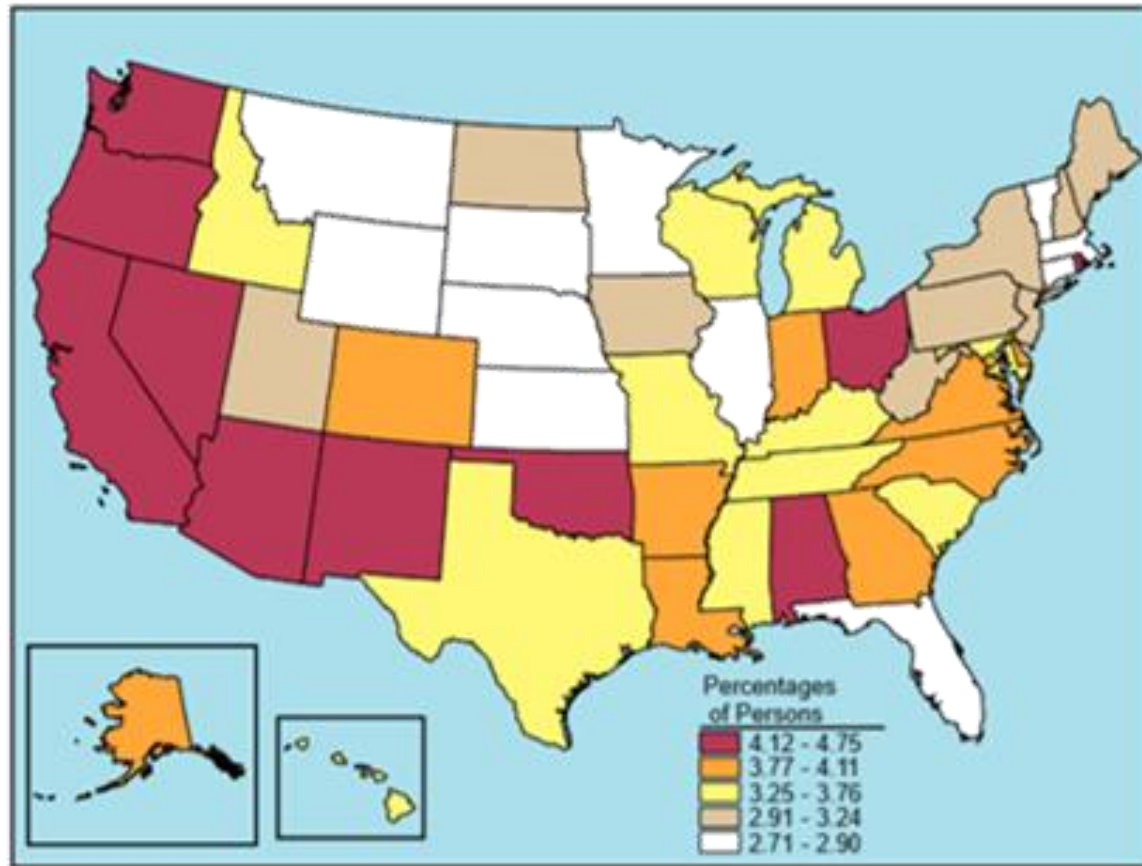 Percentages
of Persons
4.12 - 4.75
3.77 - 4.11
3.25 - 3.76
2.91 - 3.24
2.71 - 2.90